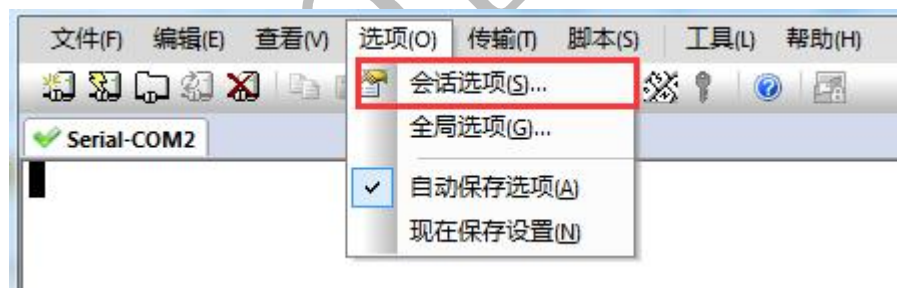 文件(F) 编辑(E) 查看(V) 选项(O) 传输(T) 脚本(S) 工具(L) 帮助(H)
会话选项(S)...
全局选项(G)...
Serial-COM2
自动保存选项(A)
现在保存设置(N)